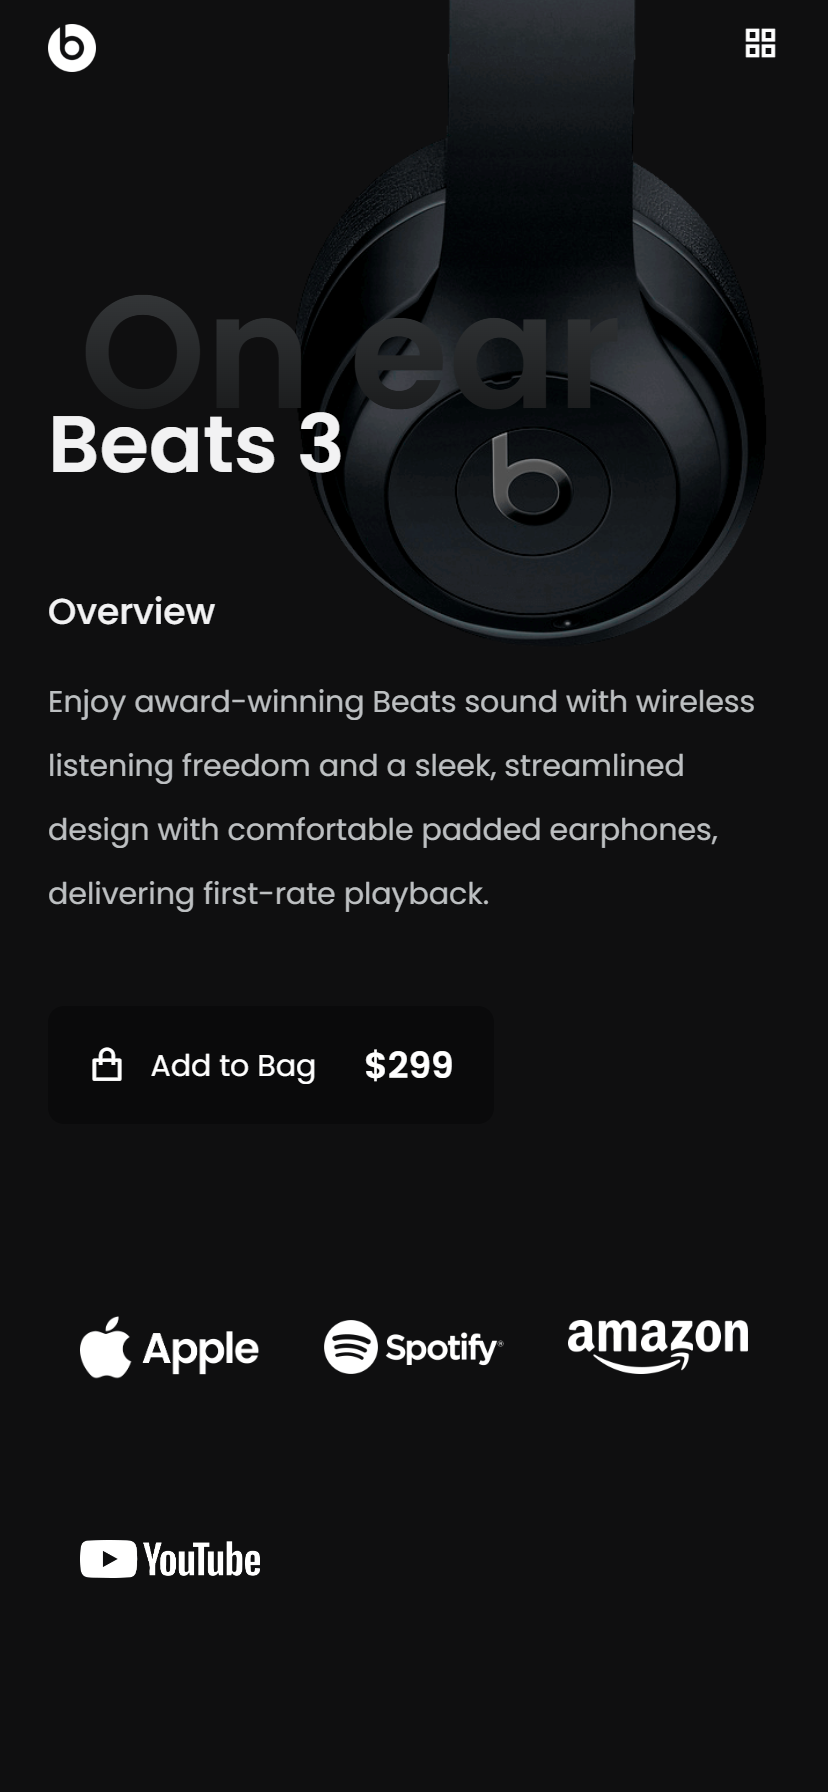 On ear
Beats 3
Overview
Enjoy award-winning Beats sound with wireless
listening freedom and a sleek, streamlined
design with comfortable padded earphones,
delivering first-rate playback.
Add to Bag $299
Apple Spotify® amazon
YouTube